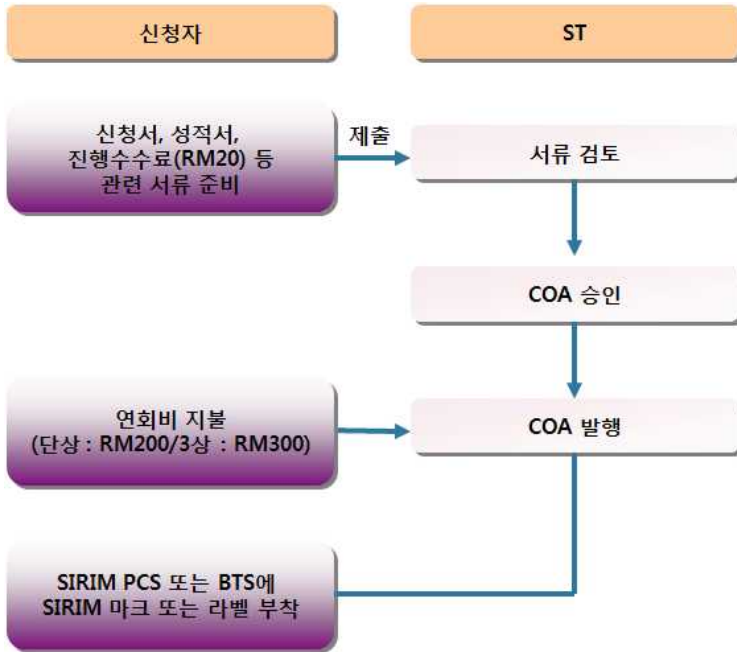 신청자
ST
신청서, 성적서,
진행수수료(RM20) 등
관련 서류 준비
제출
서류 검토
COA 승인
연회비 지불
(단상 : RM200/3상 : RM300)
COA 발행
SIRIM PCS 또는 BTS에
SIRIM 마크 또는 라벨 부착